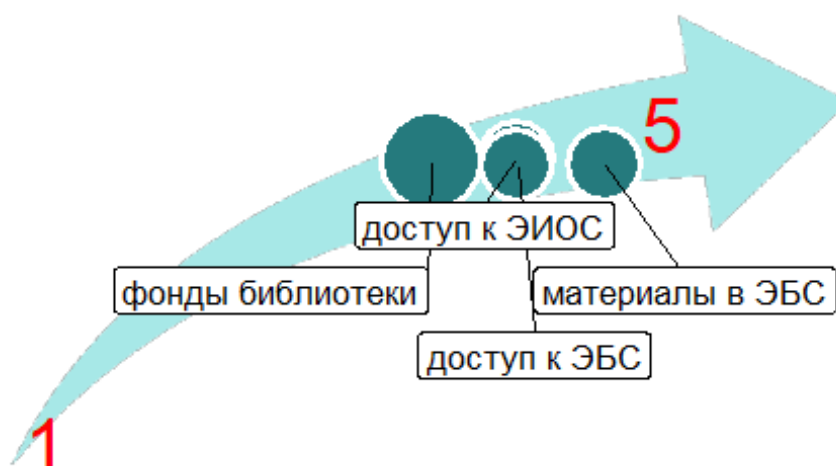 5
доступ к ЭИОС
фонды библиотеки
материалы в ЭБС
доступ к ЭБС
1